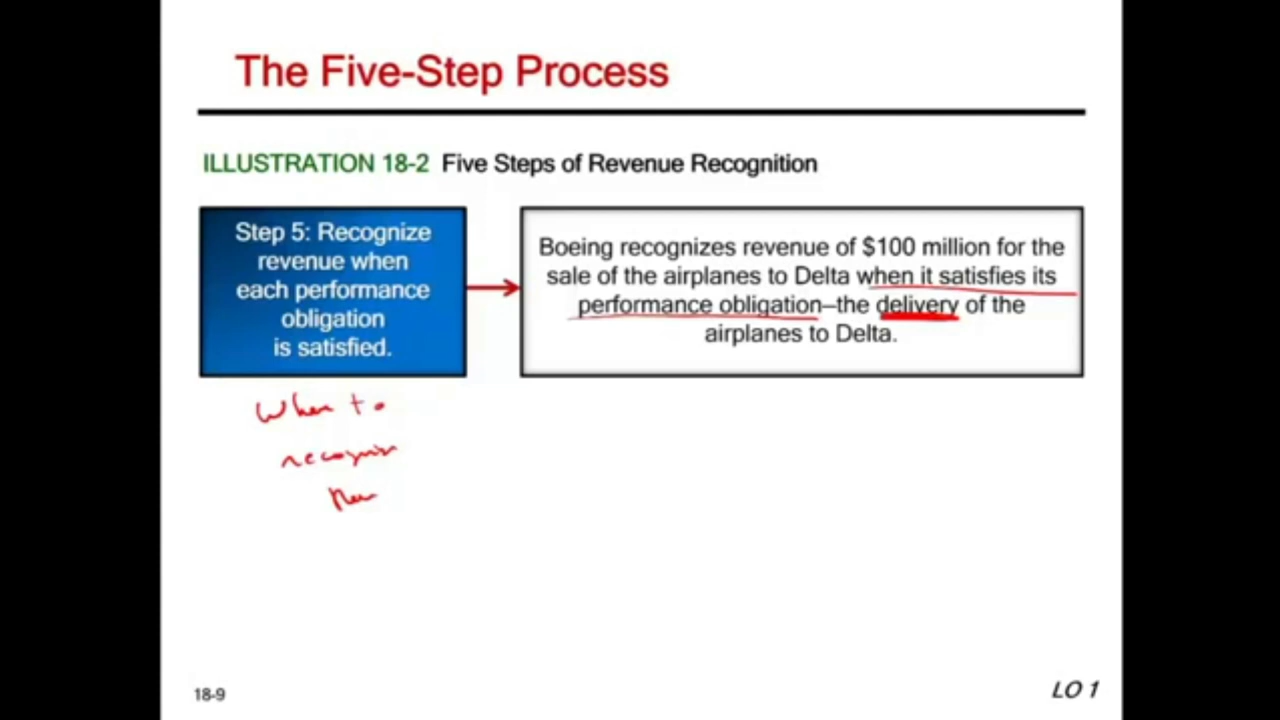 The Five-Step Process
ILLUSTRATION 18-2 Five Steps of Revenue Recognition
Step 5: Recognize
revenue when
each performance
obligation
is satisfied.
Boeing recognizes revenue of $100 million for the
sale of the airplanes to Delta when it satisfies its
performance obligation–the delivery of the
airplanes to Delta.
When to
18-9
LO 1